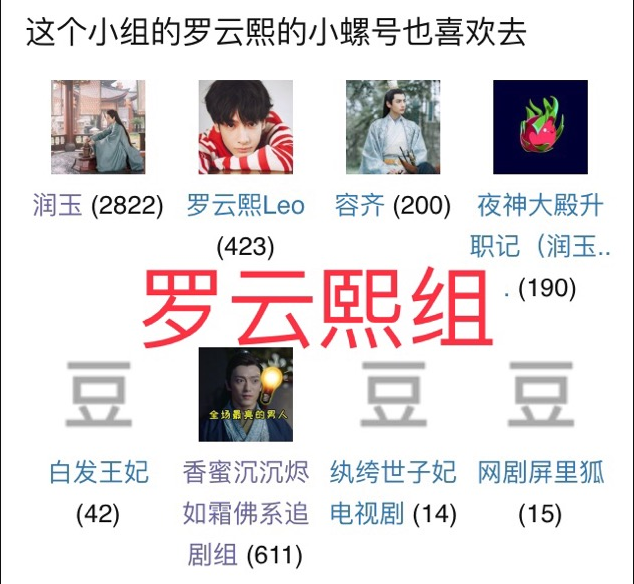 这个小组的罗云熙的小螺号也喜欢去
润玉 (2822)
罗云熙Leo
(423)
容齐 (200)
夜神大殿升
职记（润玉..
. (190)
罗云熙组
豆
全场最亮的男人
豆
豆
白发王妃
(42)
香蜜沉沉烬
如霜佛系追
剧组 (611)
纨绔世子妃
电视剧 (14)
网剧屏里狐
(15)